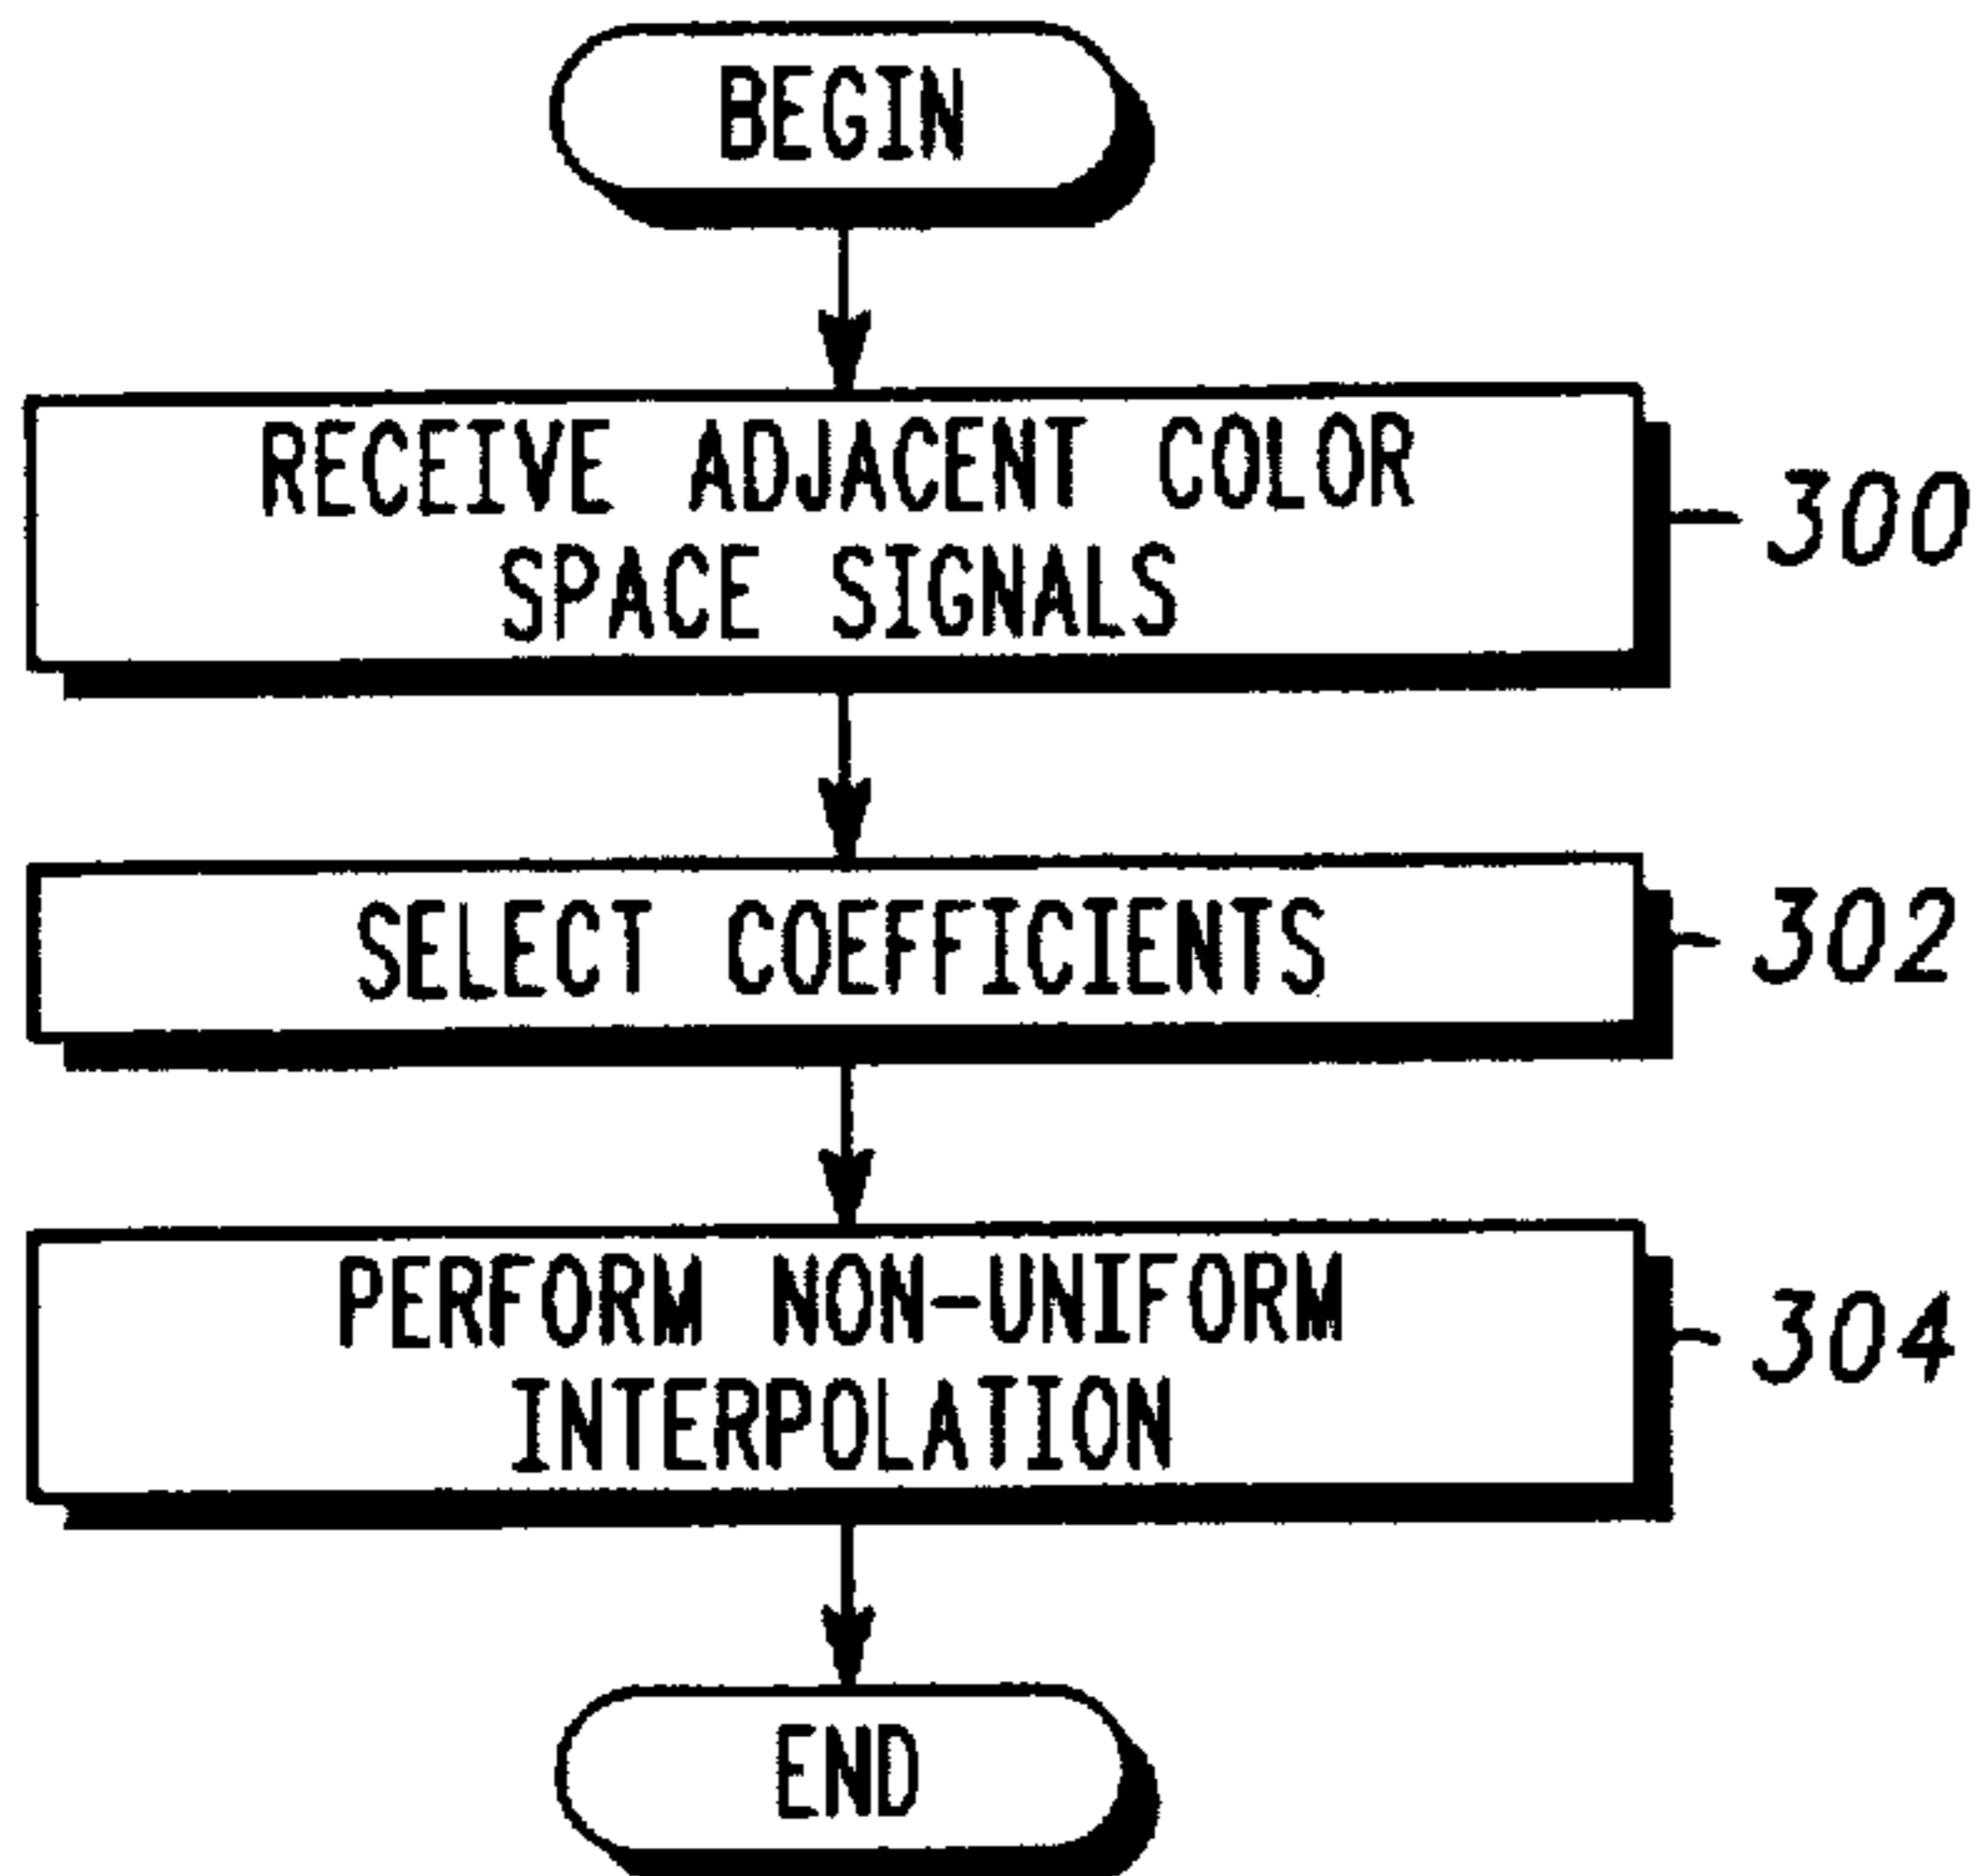 BEGIN
RECEIVE ADJACENT COLOR
SPACE SIGNALS
300
SELECT COEFFICIENTS
302
PERFORM NON-UNIFORM
INTERPOLATION
304
END